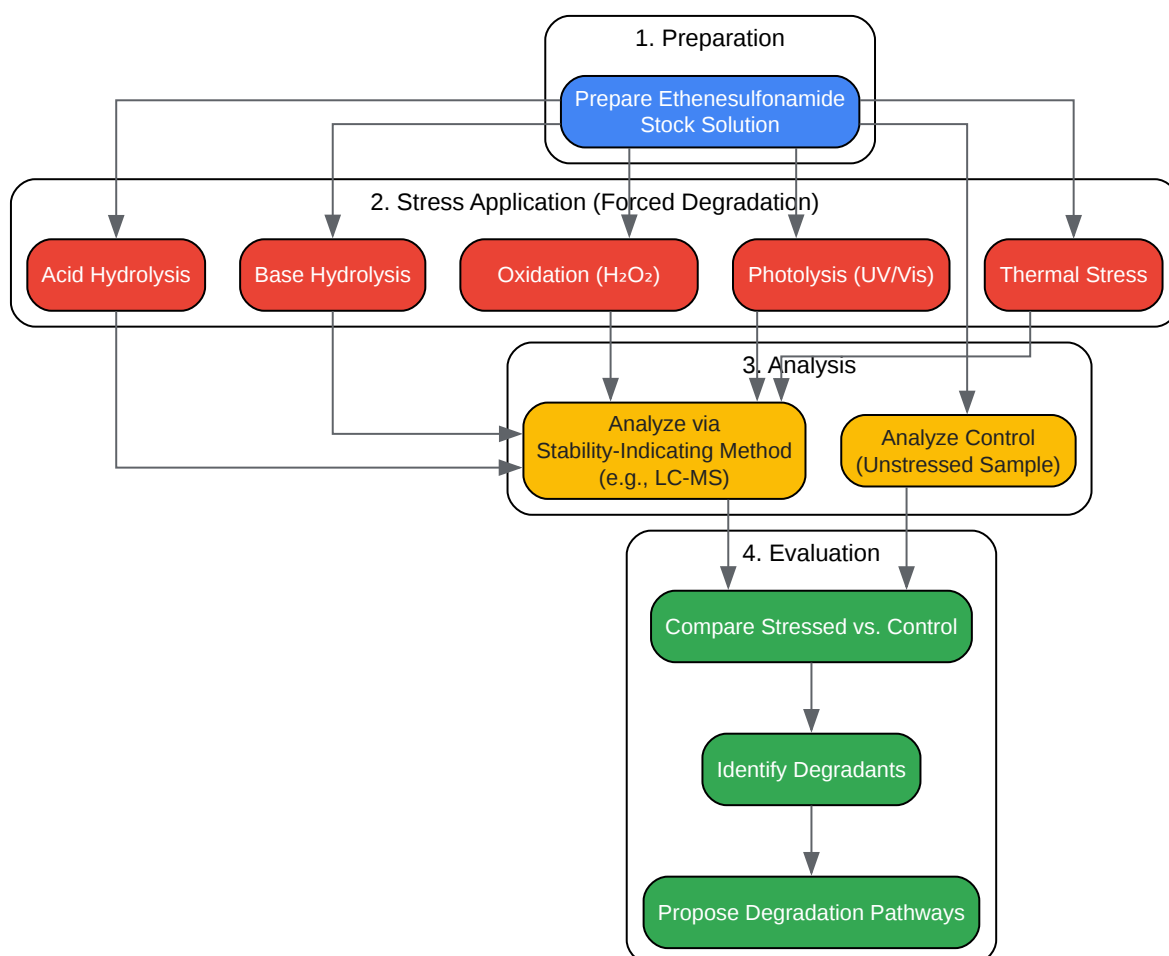 1. Preparation
Prepare Ethenesulfonamide
Stock Solution
2. Stress Application (Forced Degradation)
Acid Hydrolysis
Base Hydrolysis
Oxidation (H₂O₂)
Photolysis (UV/Vis)
Thermal Stress
3. Analysis
Analyze via
Stability-Indicating Method
(e.g., LC-MS)
Analyze Control
(Unstressed Sample)
4. Evaluation
Compare Stressed vs. Control
Identify Degradants
Propose Degradation Pathways